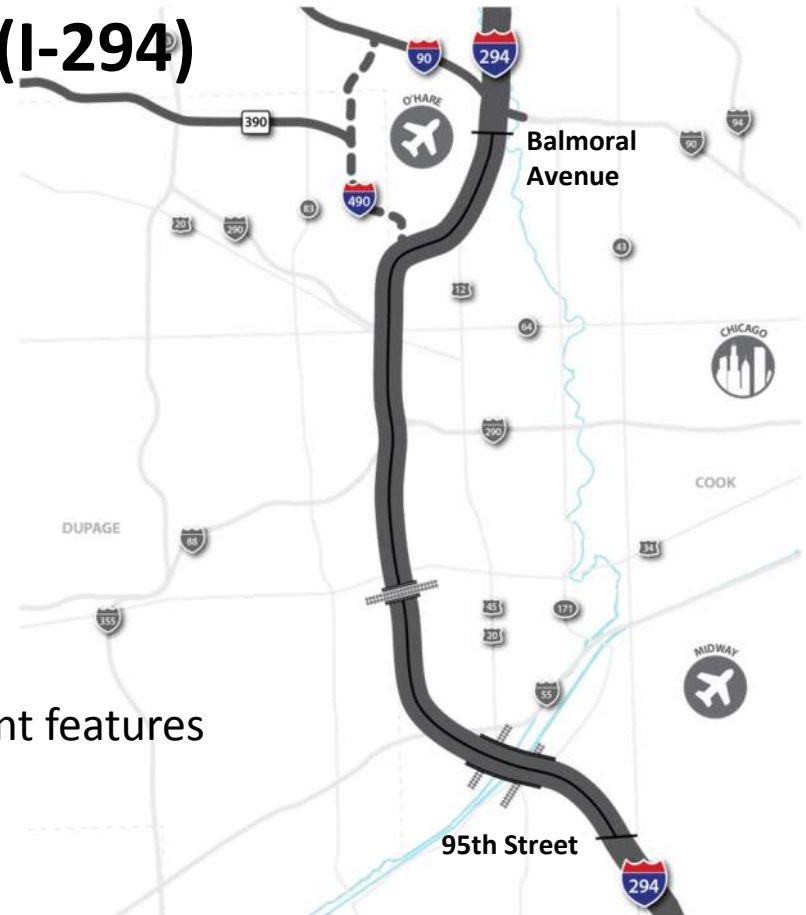 (I-294)
90
294
O'HARE
390
94
90
Balmoral
Avenue
490
83
20
290
43
12
64
CHICAGO
290
COOK
DUPAGE
88
34
355
45
171
20
MIDWAY
55
nt features
95th Street
294